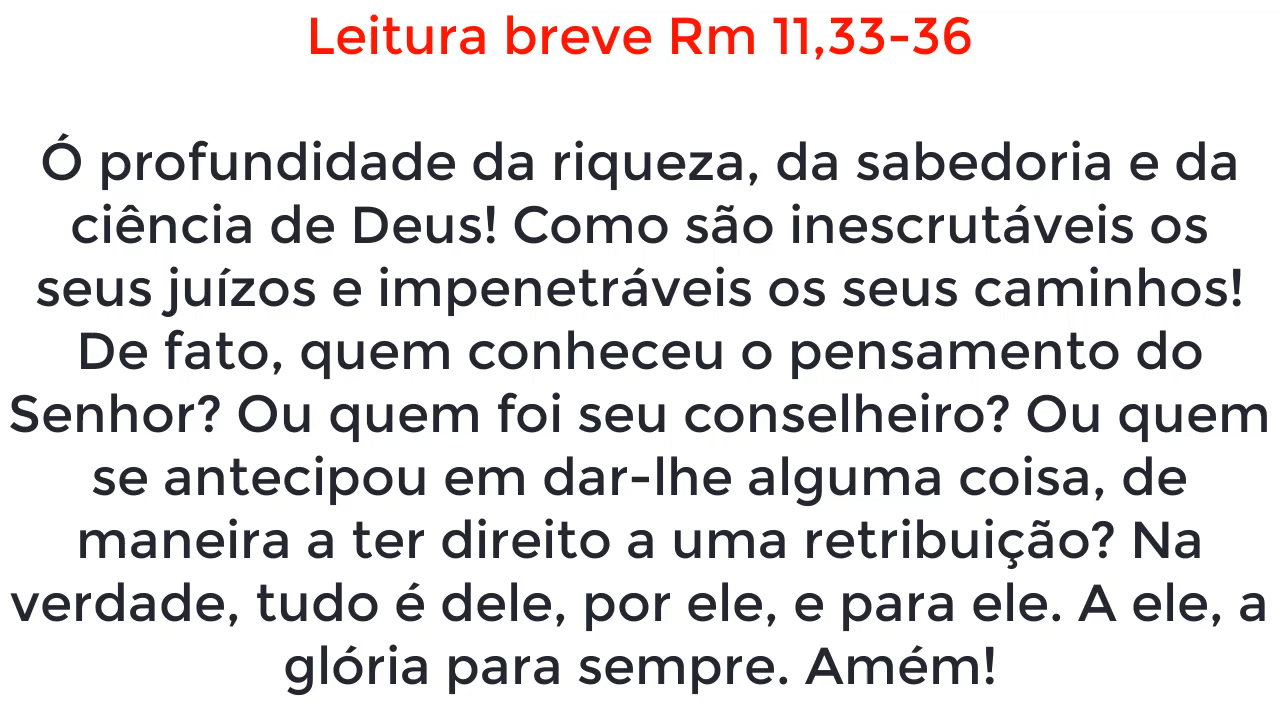 Leitura breve Rm 11,33-36
Ó profundidade da riqueza, da sabedoria e da
ciência de Deus! Como são inescrutáveis os
seus juízos e impenetráveis os seus caminhos!
De fato, quem conheceu o pensamento do
Senhor? Ou quem foi seu conselheiro? Ou quem
se antecipou em dar-lhe alguma coisa, de
maneira a ter direito a uma retribuição? Na
verdade, tudo é dele, por ele, e para ele. A ele, a
glória para sempre. Amém!